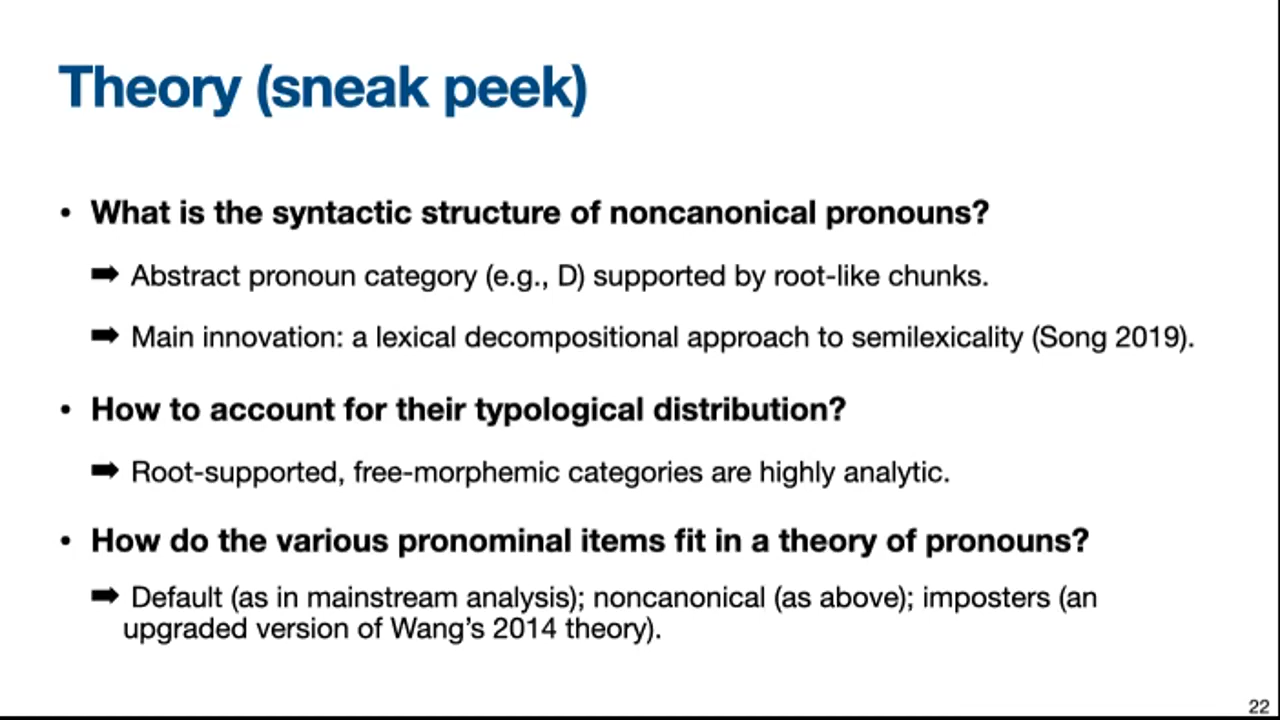 Theory (sneak peek)
• What is the syntactic structure of noncanonical pronouns?
➡ Abstract pronoun category (e.g., D) supported by root-like chunks.
➡ Main innovation: a lexical decompositional approach to semilexicality (Song 2019).
• How to account for their typological distribution?
➡ Root-supported, free-morphemic categories are highly analytic.
• How do the various pronominal items fit in a theory of pronouns?
➡ Default (as in mainstream analysis); noncanonical (as above); imposters (an
upgraded version of Wang’s 2014 theory).
22